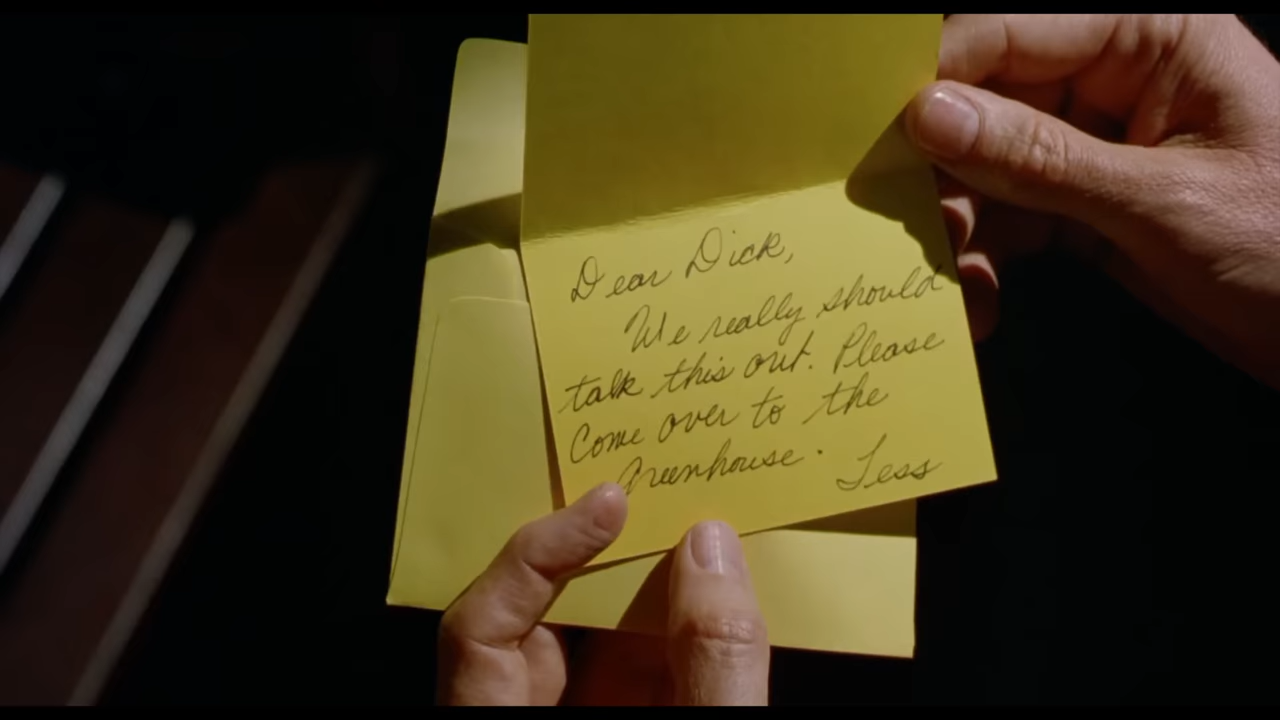 Dear Dick,
We really should
talk this out. Please
Come over to the
Greenhouse.
Tess